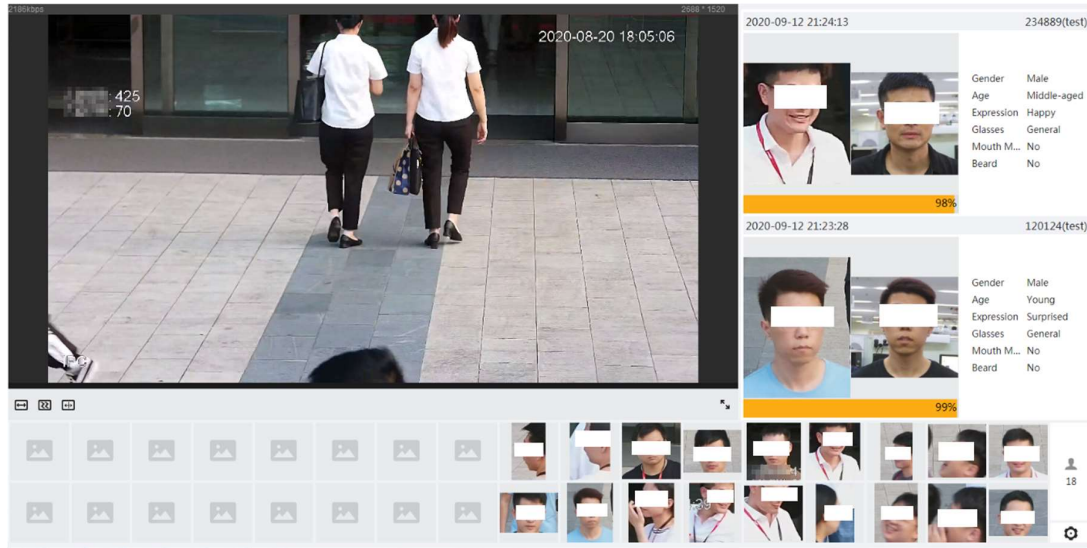 2186kbps
2688 * 1520
2020-08-20 18:05:06
: 425
: 70
IPC
2020-09-12 21:24:13 234889(test)
Gender Male
Age Middle-aged
Expression Happy
Glasses General
Mouth M... No
Beard No
98%
2020-09-12 21:23:28 120124(test)
Gender Male
Age Young
Expression Surprised
Glasses General
Mouth M... No
Beard No
99%
18